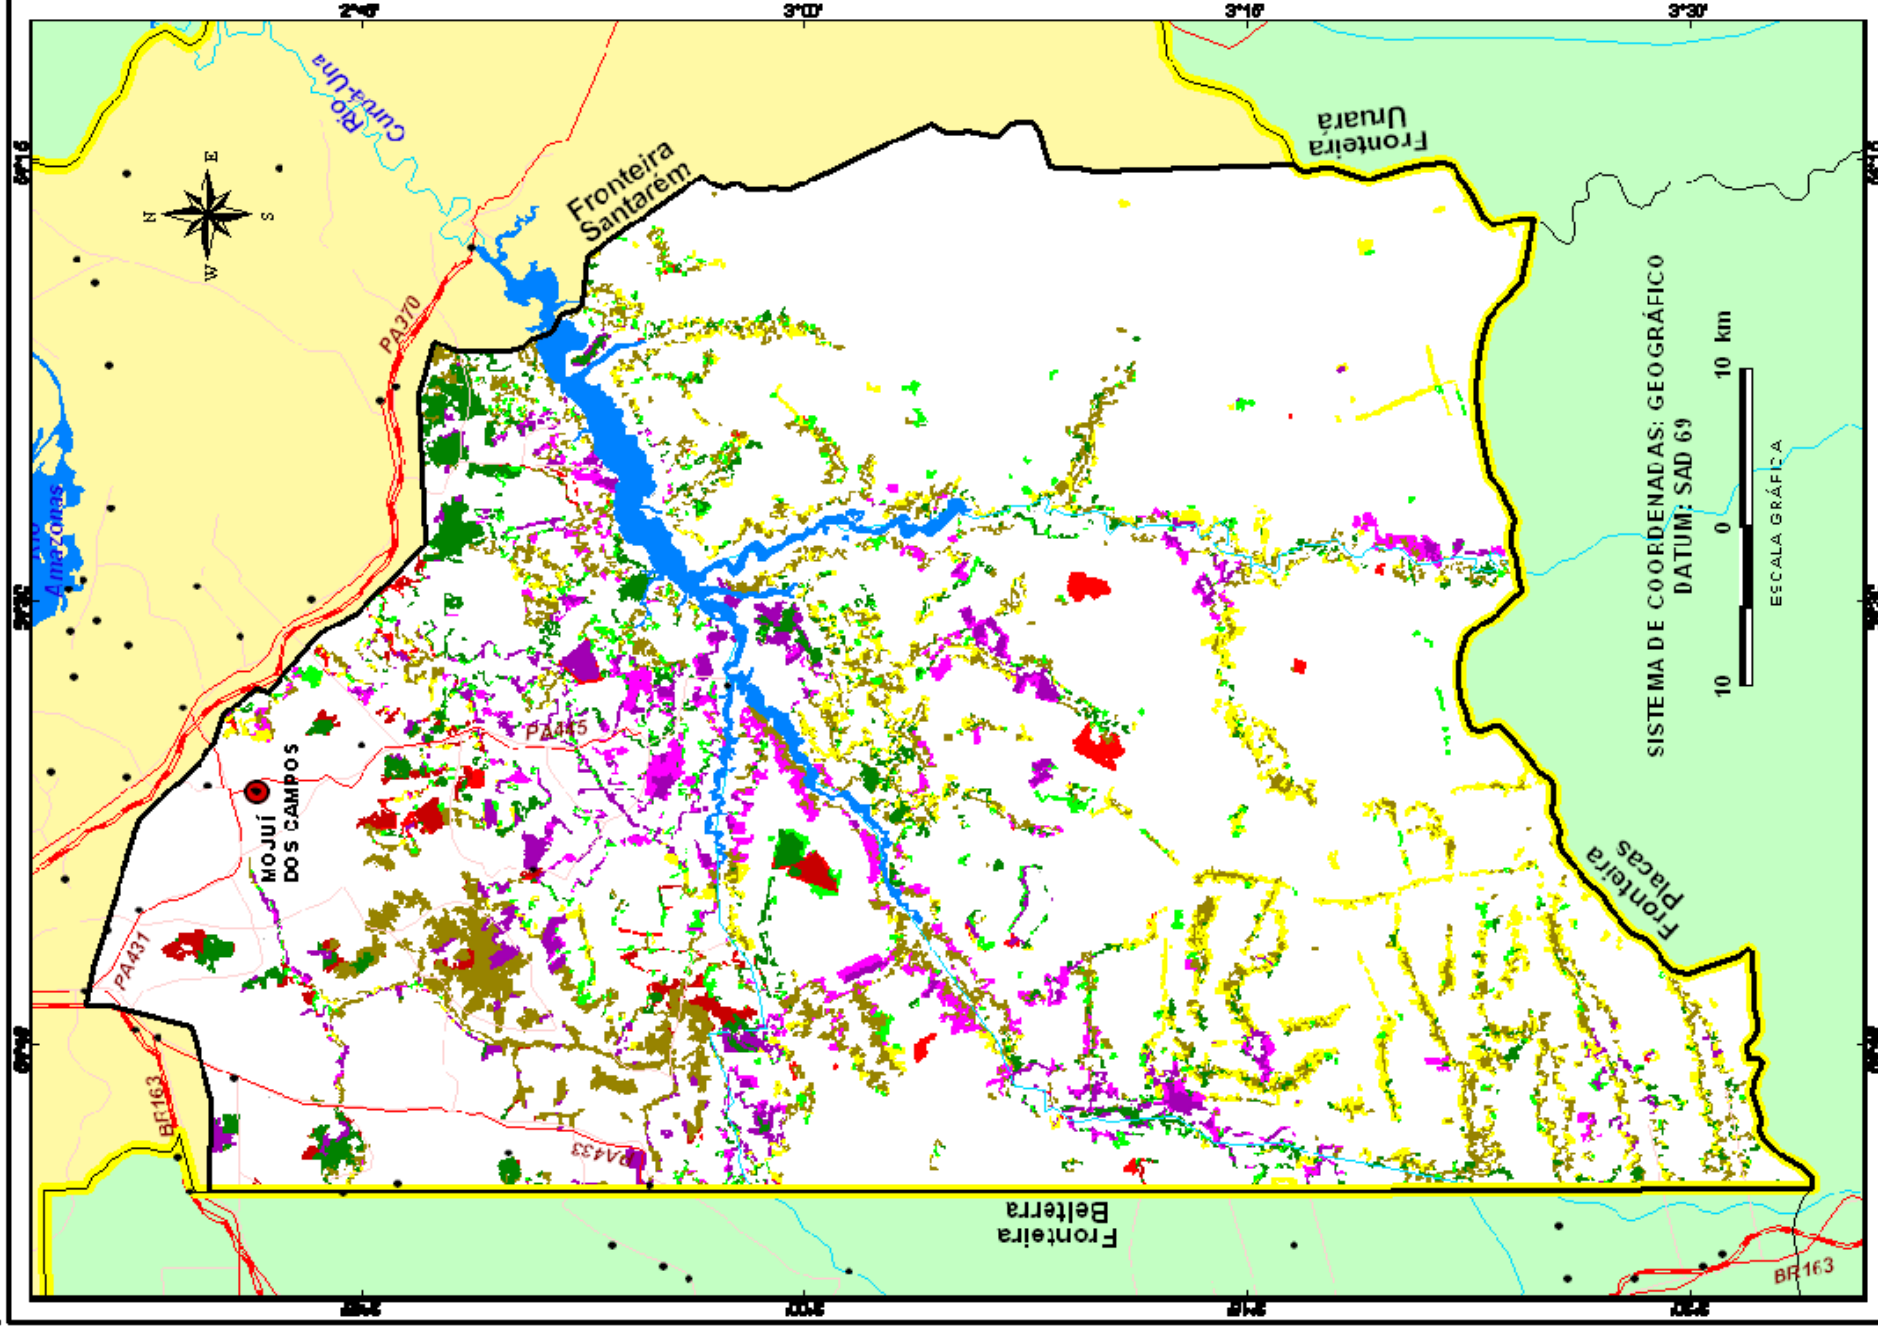 2°45'
3°00'
3°15'
3°30'
Rio
Curuá-Una
N
E
S
W
Amazonas
PA370
Fronteira
Santarém
Fronteira
Uruará
MOJUÍ
DOS CAMPOS
PA445
PA431
BR163
PA433
Fronteira
Belterra
Fronteira
Placas
SISTEMA DE COORDENADAS: GEOGRÁFICO
DATUM: SAD 69
10 0 10 km
ESCALA GRÁFICA
BR163